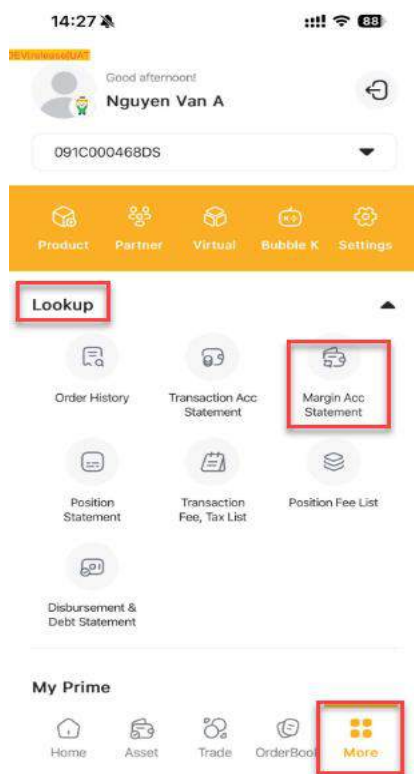 14:27
88
DEV(release)UAT
Good afternoon!
Nguyen Van A
091C000468DS
Product Partner Virtual Bubble K Settings
Lookup
Order History
Transaction Acc
Statement
Margin Acc
Statement
Position
Statement
Transaction
Fee, Tax List
Position Fee List
Disbursement &
Debt Statement
My Prime
Home Asset Trade OrderBook More